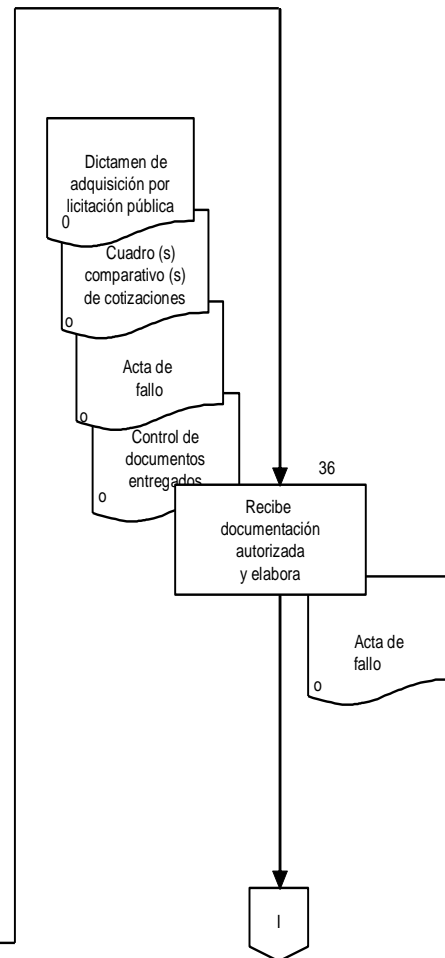 Dictamen de
adquisición por
licitación pública
0
Cuadro (s)
comparativo (s)
de cotizaciones
o
Acta de
fallo
o
Control de
documentos
entregados
o
36
Recibe
documentación
autorizada
y elabora
Acta de
fallo
o
I